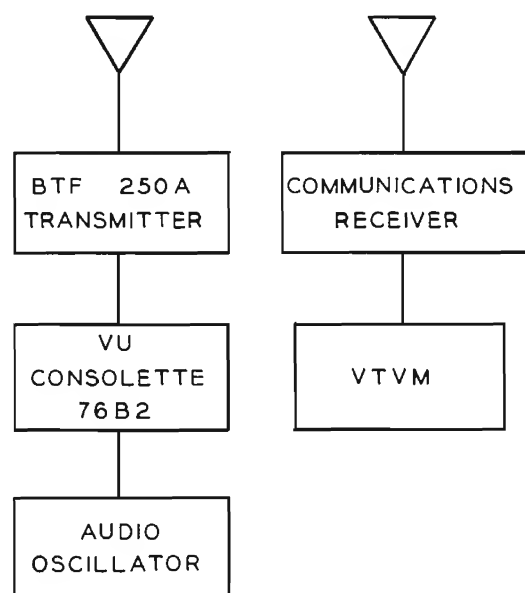 BTF 250A
TRANSMITTER
COMMUNICATIONS
RECEIVER
VU
CONSOLETTE
76B2
VTVM
AUDIO
OSCILLATOR